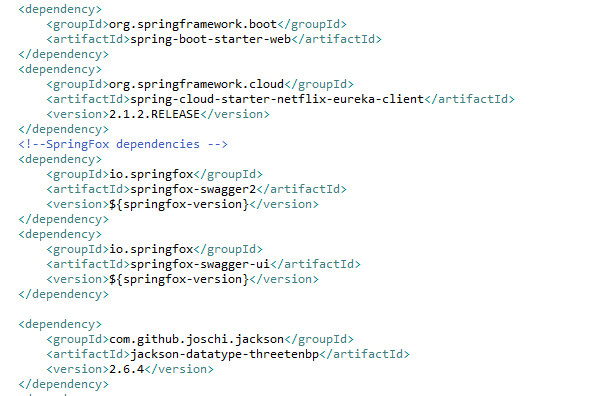 <dependency>
    <groupId>org.springframework.boot</groupId>
    <artifactId>spring-boot-starter-web</artifactId>
</dependency>
<dependency>
    <groupId>org.springframework.cloud</groupId>
    <artifactId>spring-cloud-starter-netflix-eureka-client</artifactId>
    <version>2.1.2.RELEASE</version>
</dependency>
<!--SpringFox dependencies -->
<dependency>
    <groupId>io.springfox</groupId>
    <artifactId>springfox-swagger2</artifactId>
    <version>${springfox-version}</version>
</dependency>
<dependency>
    <groupId>io.springfox</groupId>
    <artifactId>springfox-swagger-ui</artifactId>
    <version>${springfox-version}</version>
</dependency>

<dependency>
    <groupId>com.github.joschi.jackson</groupId>
    <artifactId>jackson-datatype-threetenbp</artifactId>
    <version>2.6.4</version>
</dependency>